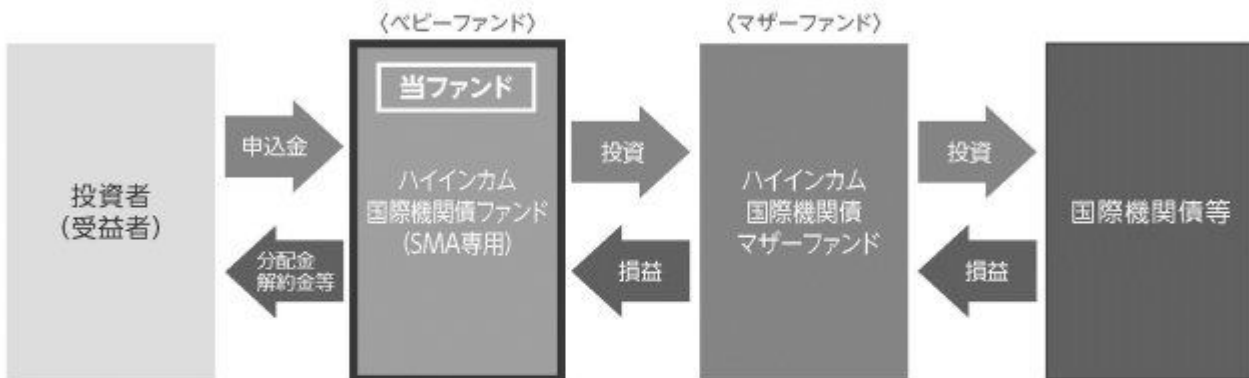 〈ベビーファンド〉
〈マザーファンド〉
投資者
(受益者)
申込金
分配金
解約金等
当ファンド
ハイインカム
国際機関債ファンド
(SMA専用)
投資
損益
ハイインカム
国際機関債
マザーファンド
投資
損益
国際機関債等